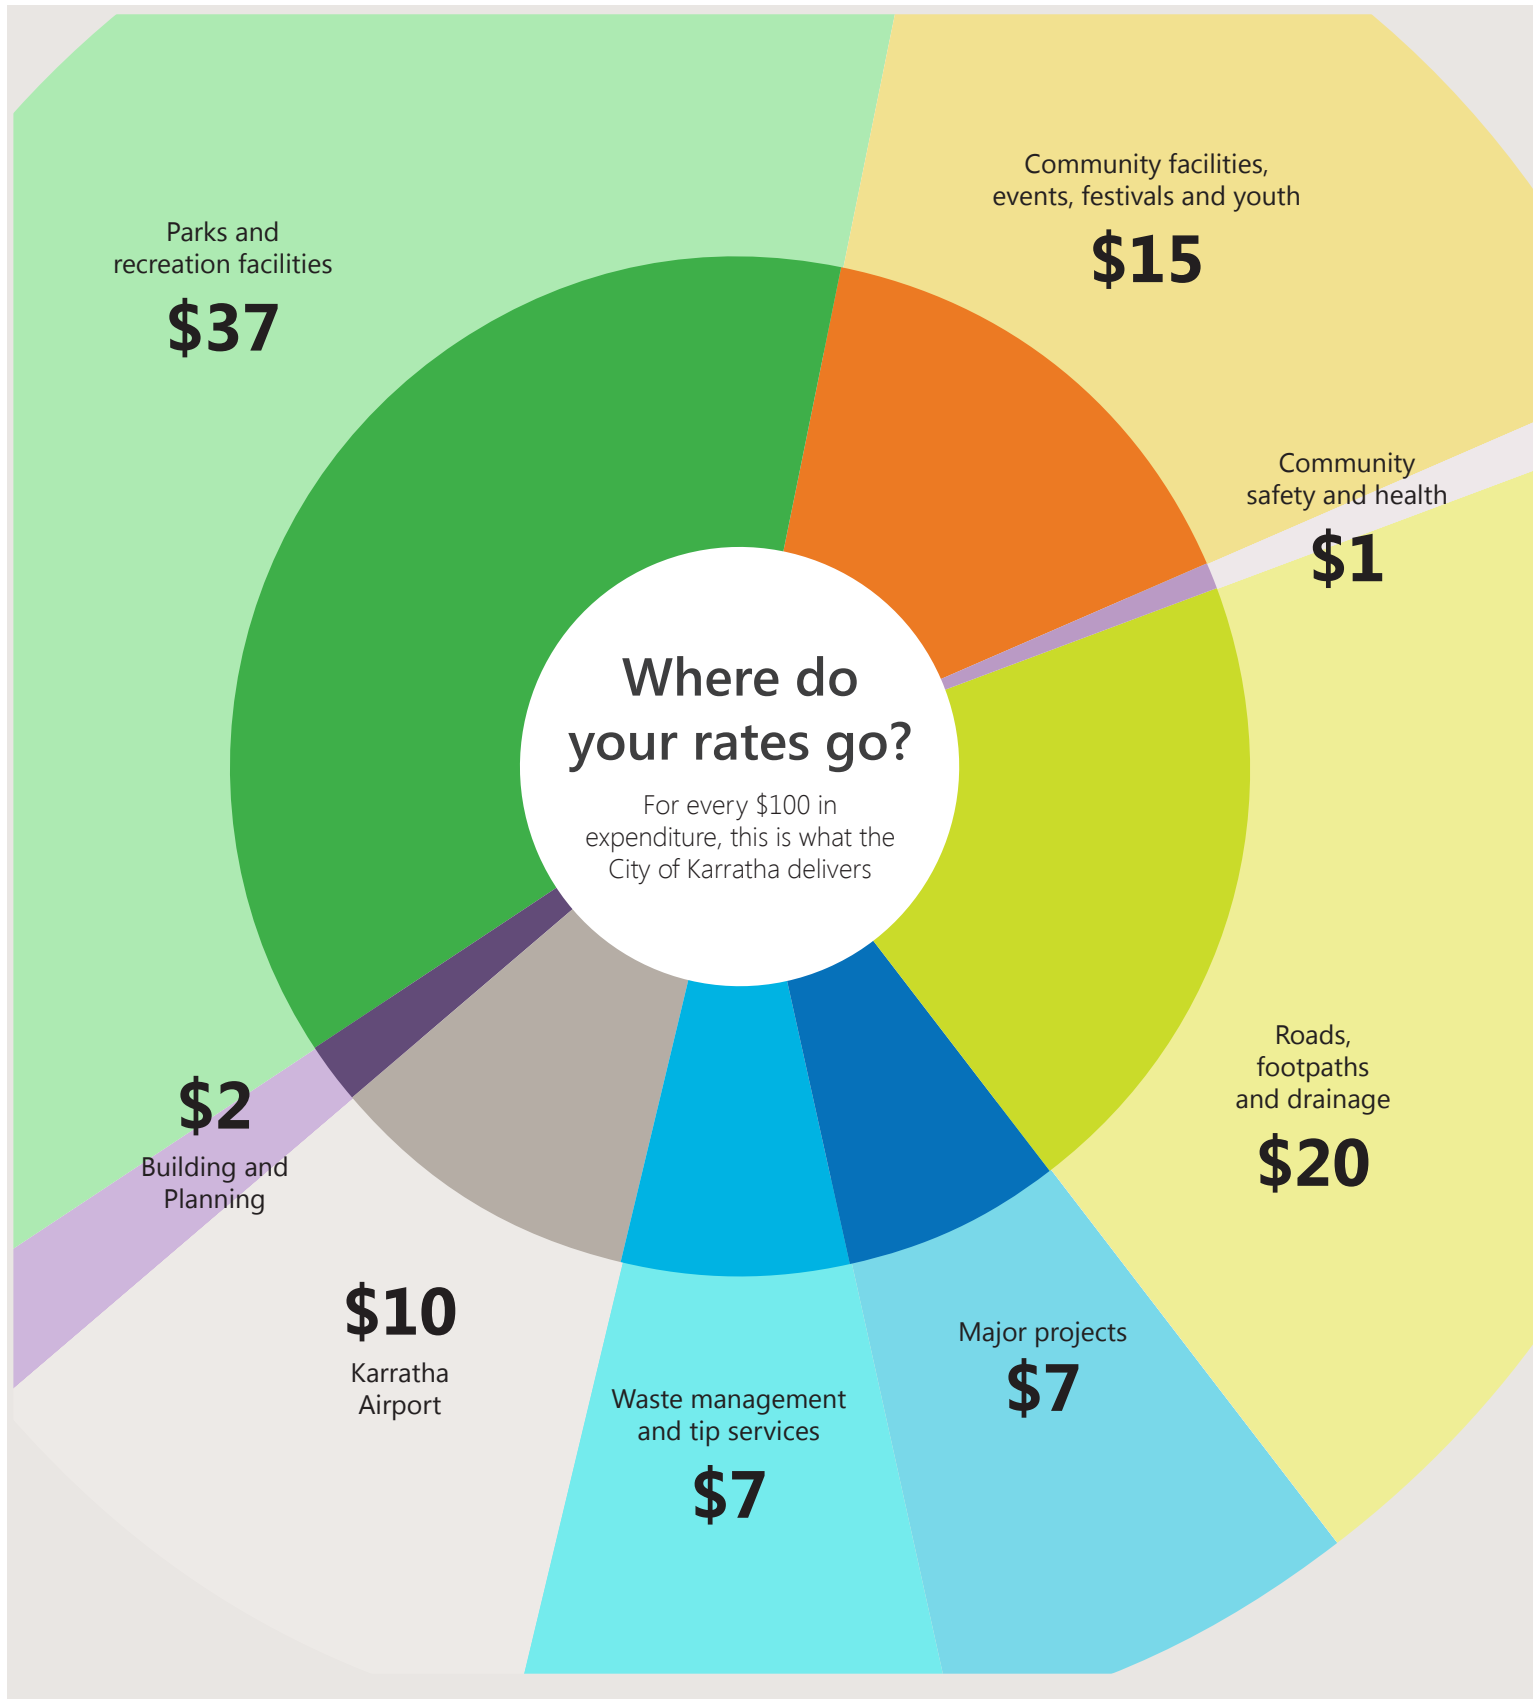 Parks and
recreation facilities
$37
Community facilities,
events, festivals and youth
$15
Community
safety and health
$1
Where do
your rates go?
For every $100 in
expenditure, this is what the
City of Karratha delivers
Roads,
footpaths
and drainage
$20
$2
Building and
Planning
$10
Karratha
Airport
Waste management
and tip services
$7
Major projects
$7